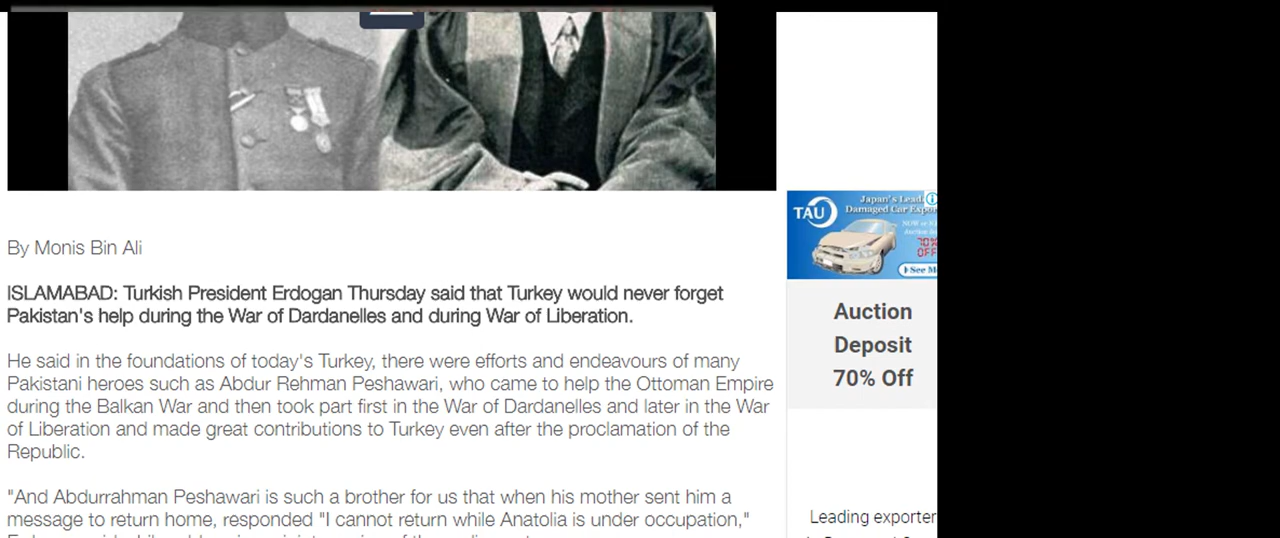 By Monis Bin Ali
ISLAMABAD: Turkish President Erdogan Thursday said that Turkey would never forget
Pakistan's help during the War of Dardanelles and during War of Liberation.
He said in the foundations of today's Turkey, there were efforts and endeavours of many
Pakistani heroes such as Abdur Rehman Peshawari, who came to help the Ottoman Empire
during the Balkan War and then took part first in the War of Dardanelles and later in the War
of Liberation and made great contributions to Turkey even after the proclamation of the
Republic.
"And Abdurrahman Peshawari is such a brother for us that when his mother sent him a
message to return home, responded "I cannot return while Anatolia is under occupation,"
TAU
Japan's Leadi
Damaged Car Expor
70%
OFF
See M
Auction
Deposit
70% Off
Leading exporter